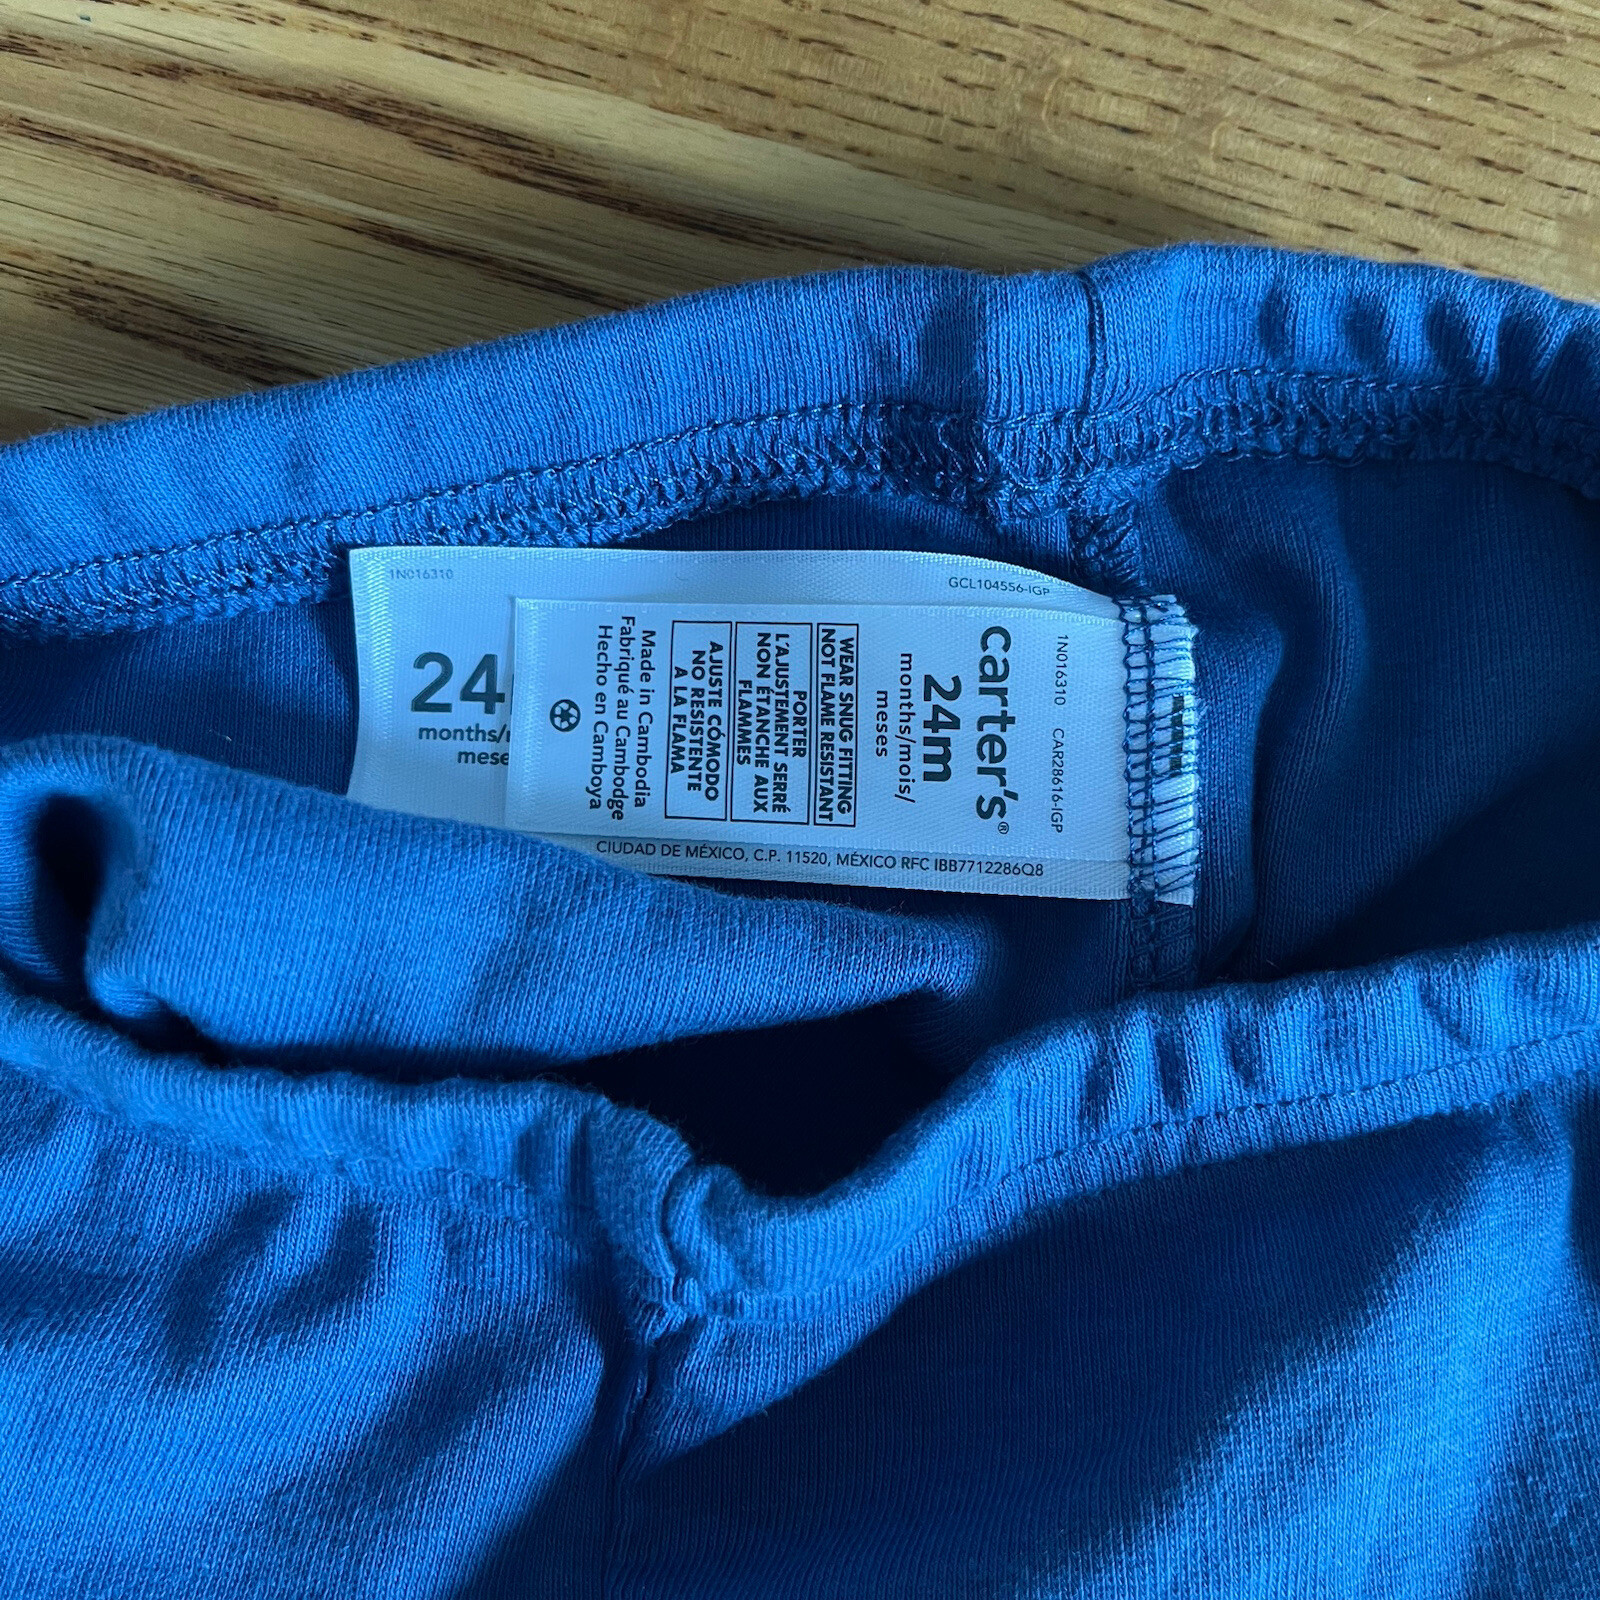 1N016310
GCL104556-IGP
24
months/
mese
CIUDAD DE MÉXICO, C.P. 11520, MÉXICO RFC IBB7712286Q8
1N016310 CAR28616-IGP
carter's®
24m
months/mois/
meses
WEAR SNUG FITTING
NOT FLAME RESISTANT
PORTER
L'AJUSTEMENT SERRÉ
NON ÉTANCHE AUX
FLAMMES
AJUSTE CÓMODO
NO RESISTENTE
A LA FLAMA
Made in Cambodia
Fabriqué au Cambodge
Hecho en Camboya